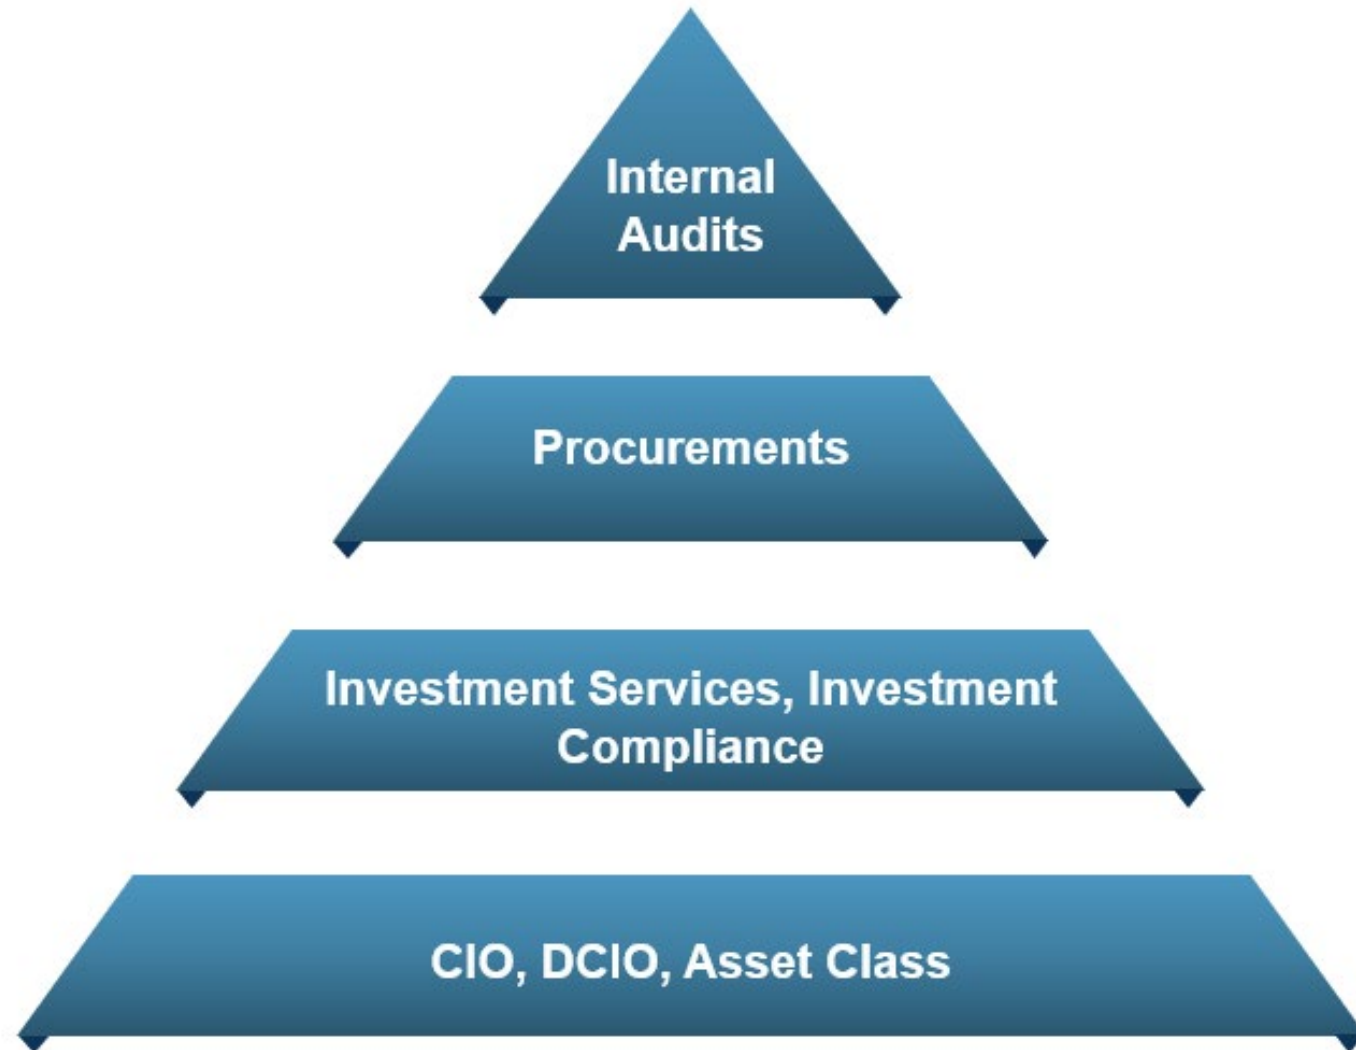 Internal
Audits
Procurements
Investment Services, Investment
Compliance
CIO, DCIO, Asset Class